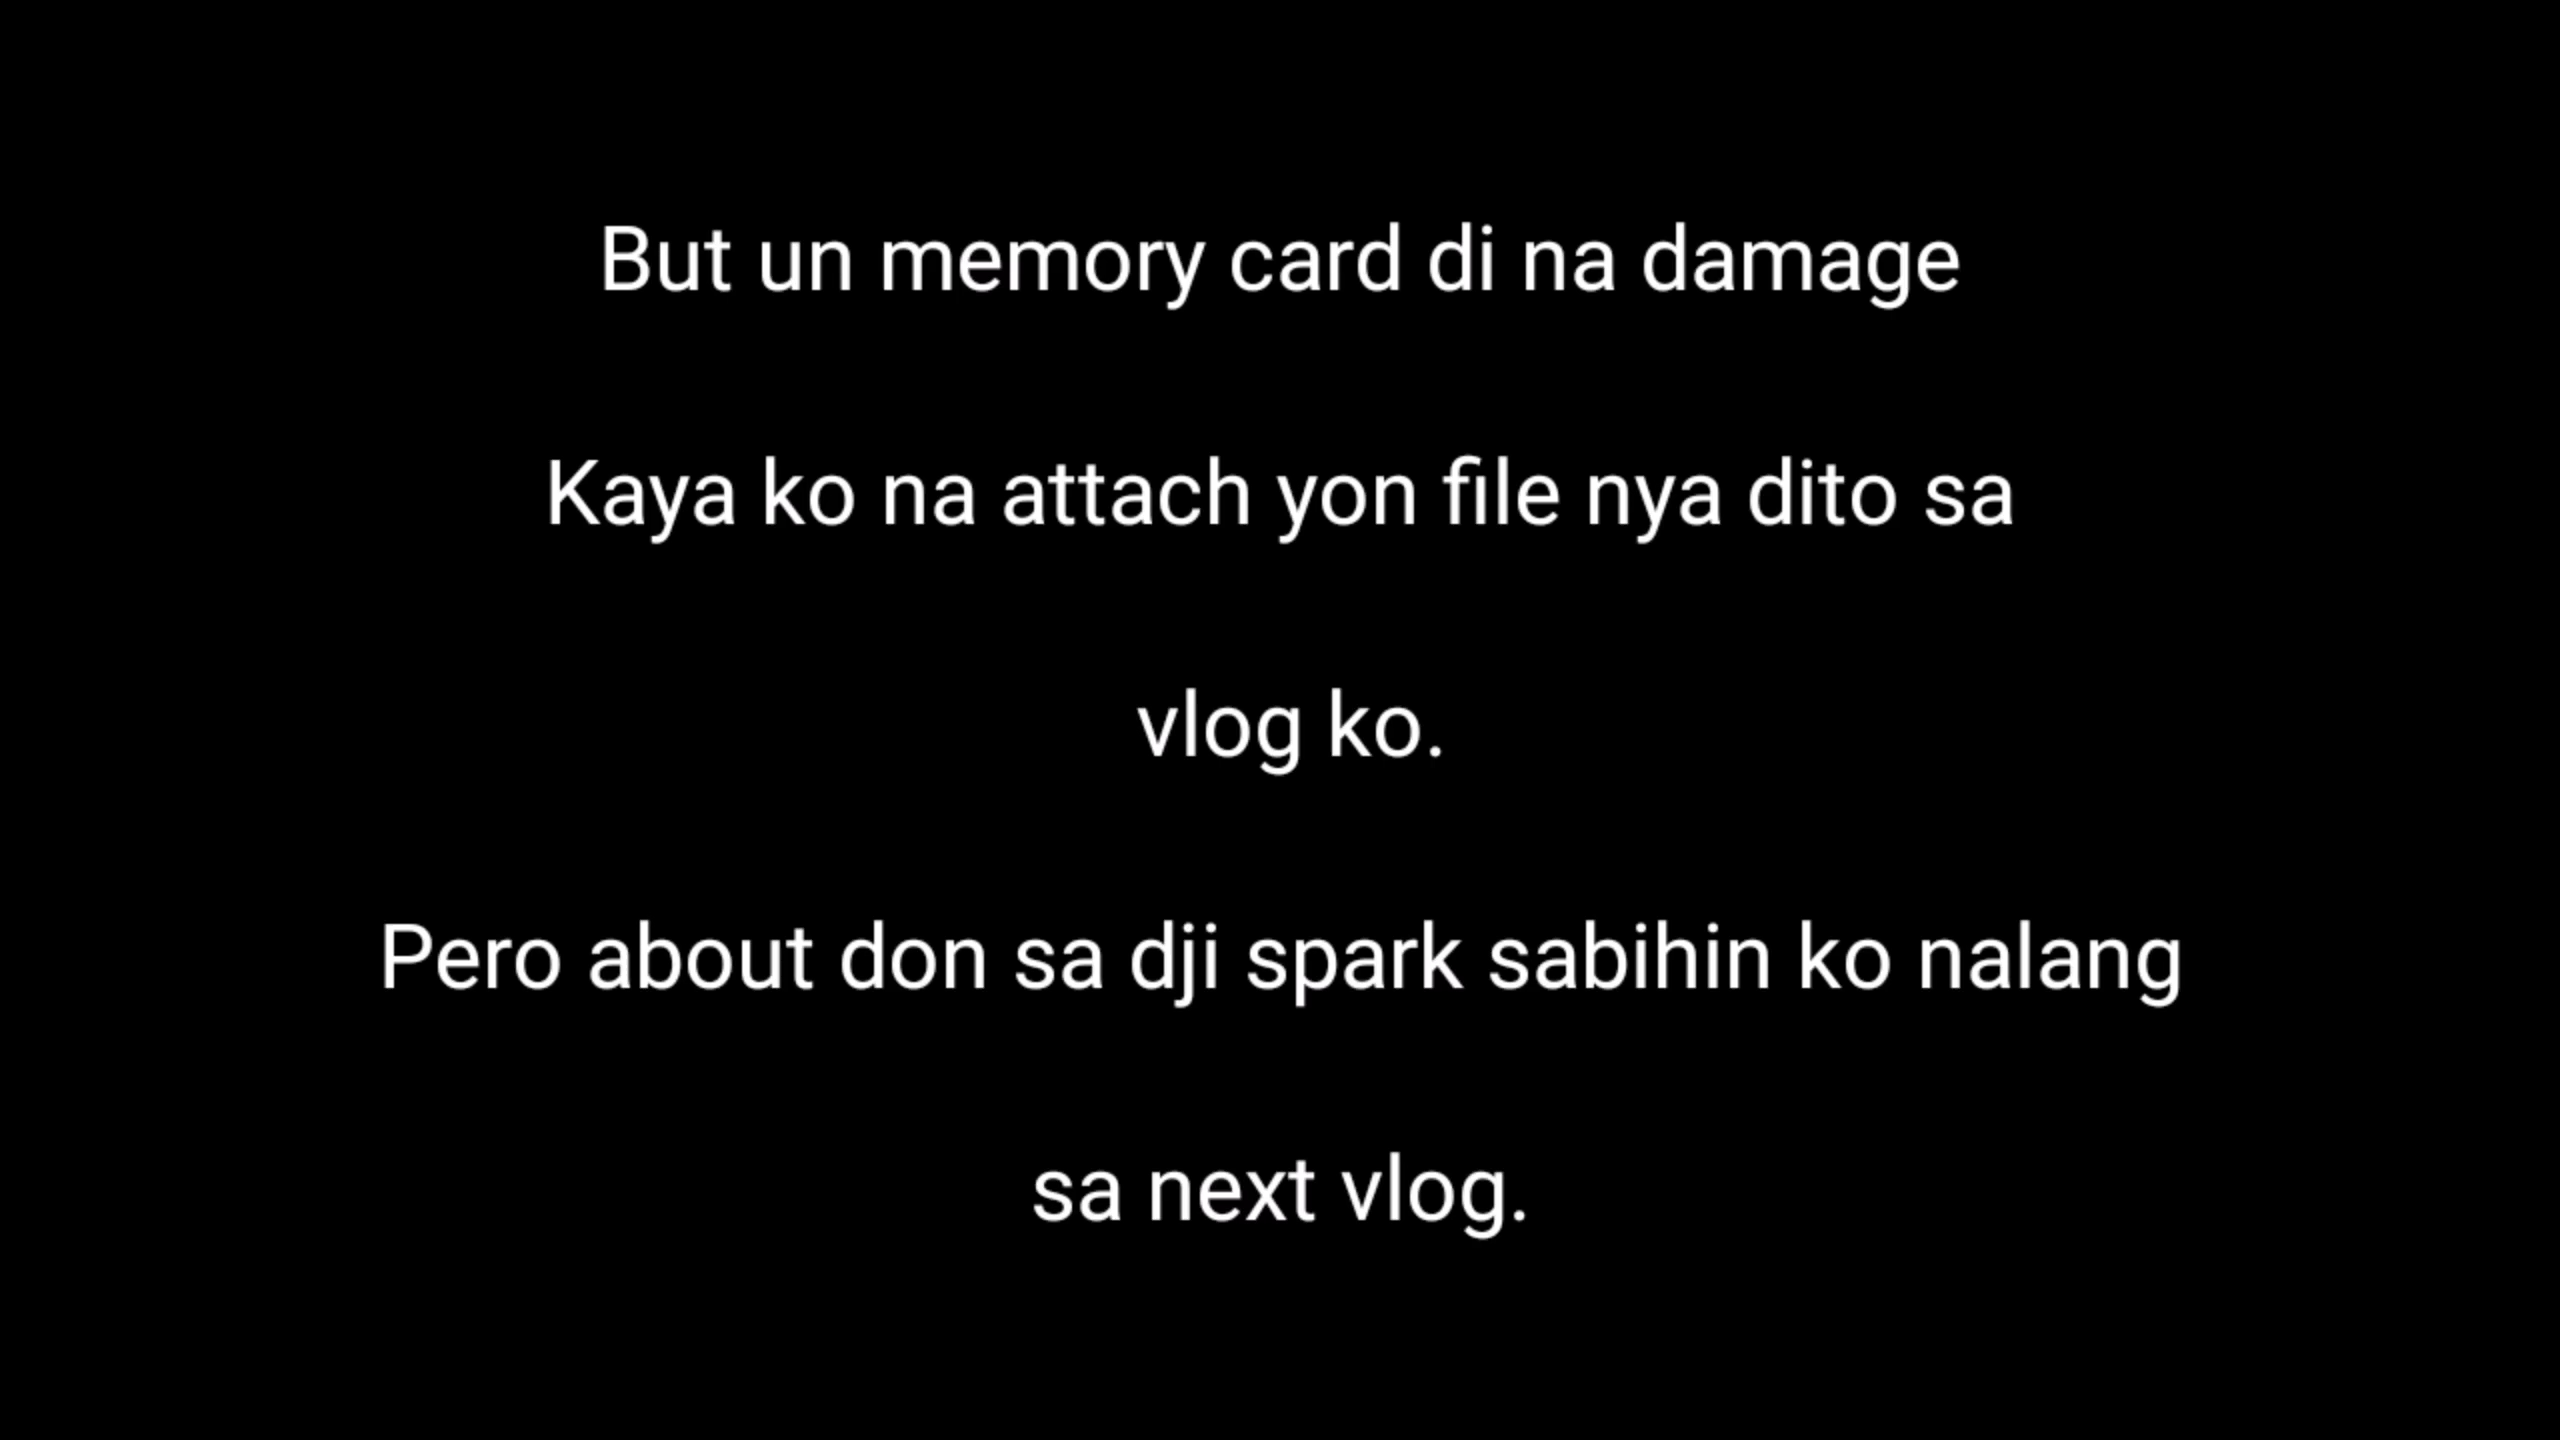 But un memory card di na damage
Kaya ko na attach yon file nya dito sa
vlog ko.
Pero about don sa dji spark sabihin ko nalang
sa next vlog.